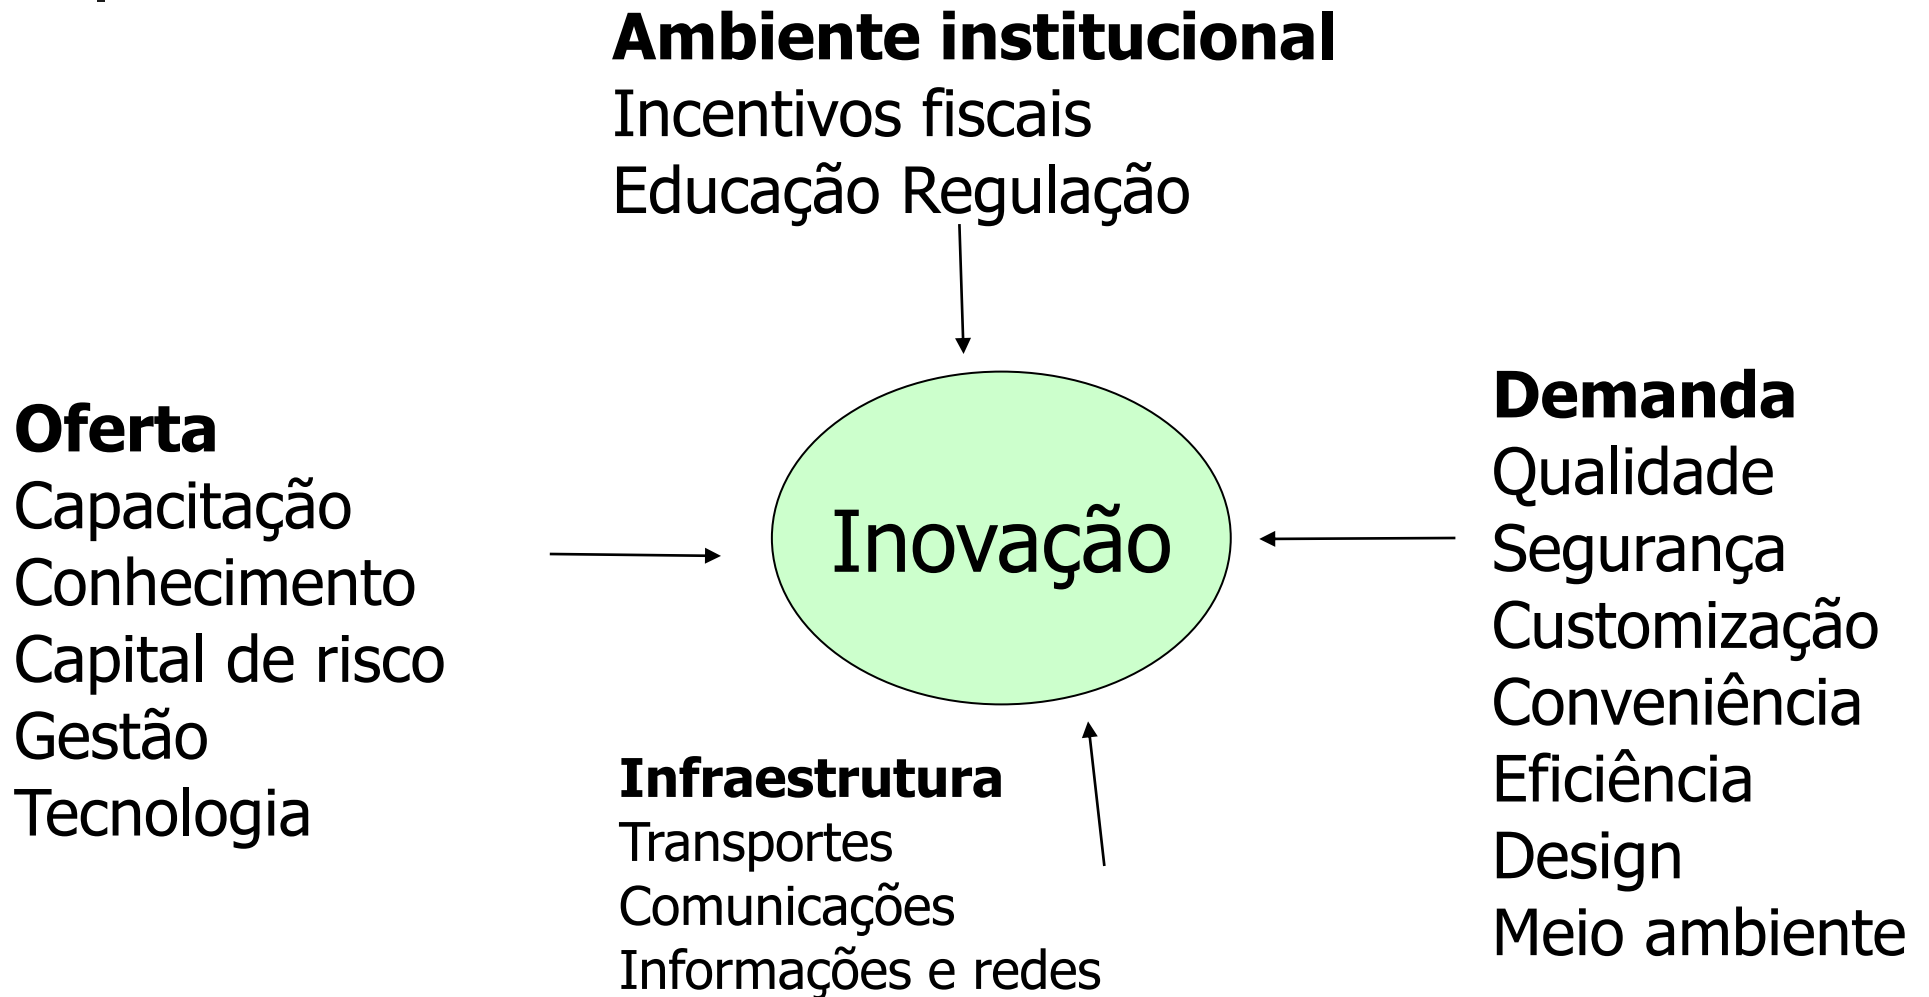 Ambiente institucional
Incentivos fiscais
Educação Regulação
Oferta
Capacitação
Conhecimento
Capital de risco
Gestão
Tecnologia
Inovação
Demanda
Qualidade
Segurança
Customização
Conveniência
Eficiência
Design
Meio ambiente
Infraestrutura
Transportes
Comunicações
Informações e redes